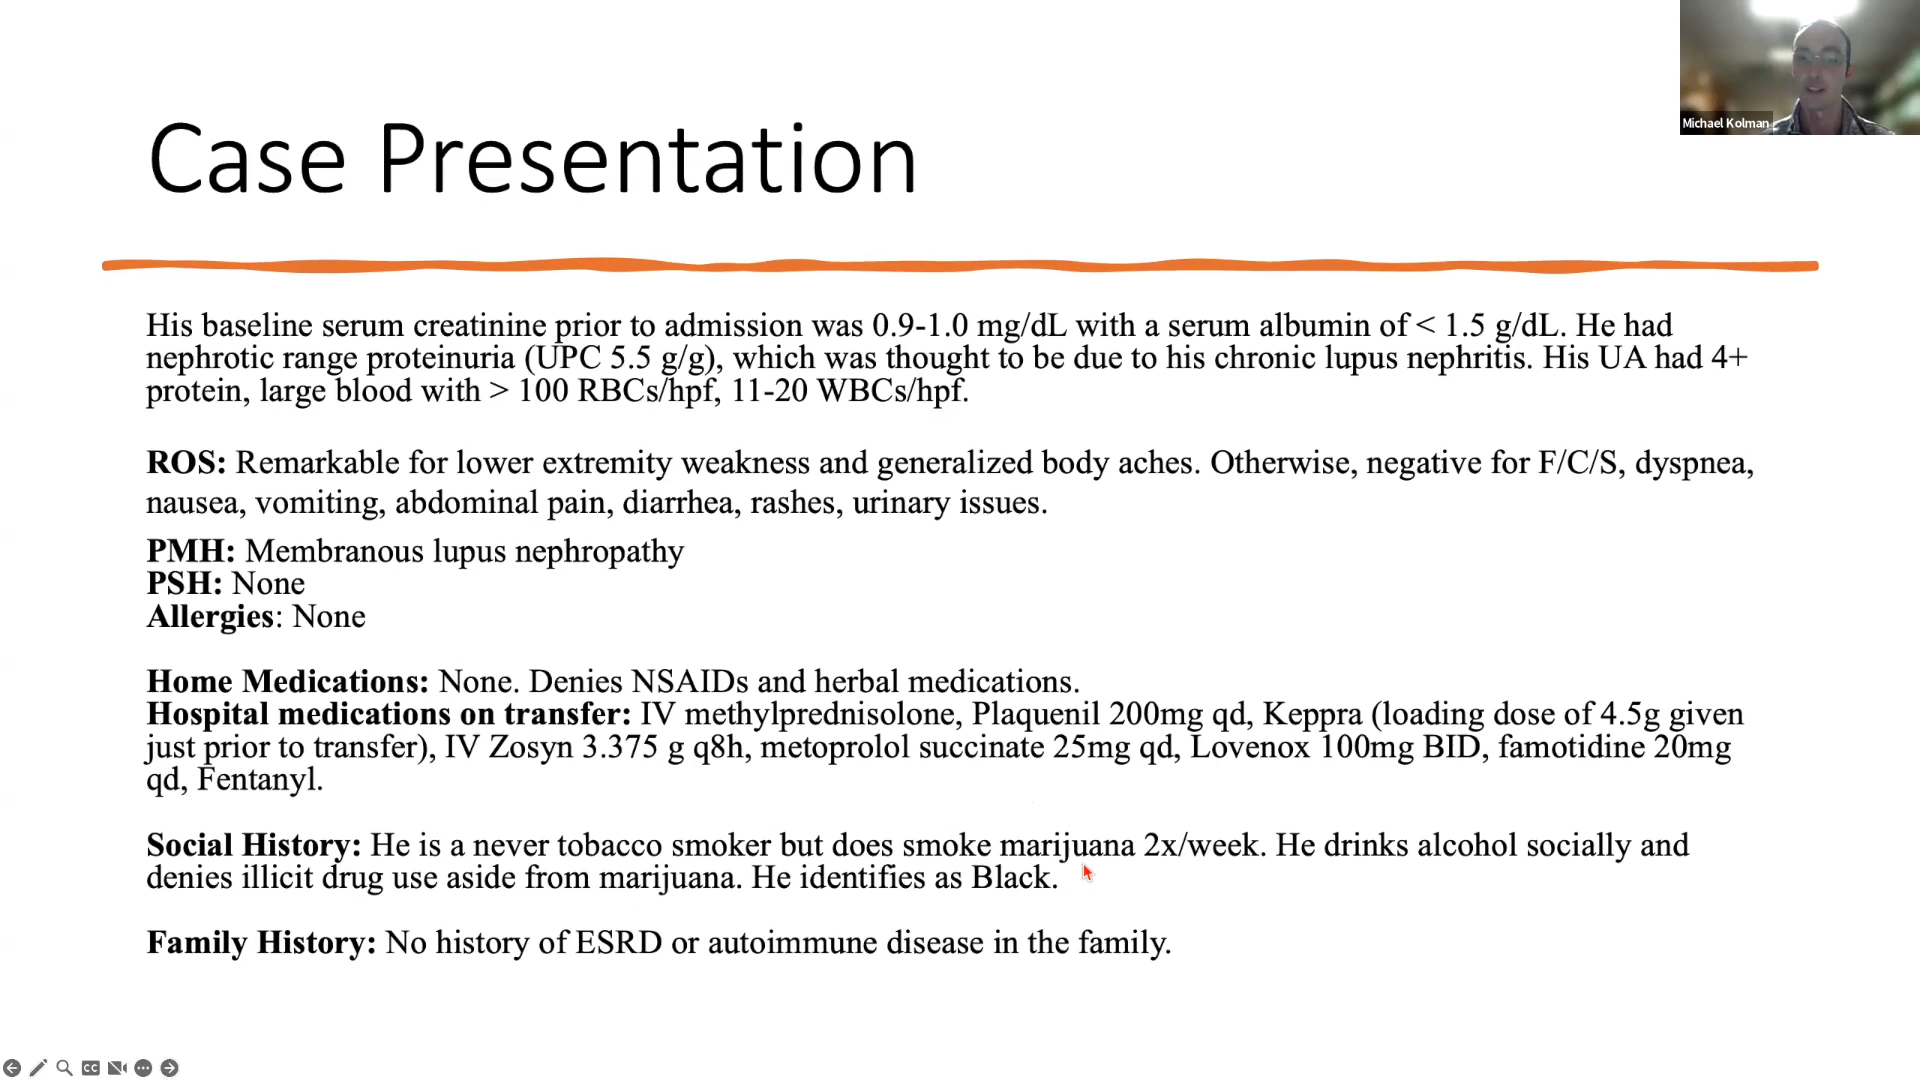 Michael Kolman
Case Presentation
His baseline serum creatinine prior to admission was 0.9-1.0 mg/dL with a serum albumin of < 1.5 g/dL. He had
nephrotic range proteinuria (UPC 5.5 g/g), which was thought to be due to his chronic lupus nephritis. His UA had 4+
protein, large blood with > 100 RBCs/hpf, 11-20 WBCs/hpf.
ROS: Remarkable for lower extremity weakness and generalized body aches. Otherwise, negative for F/C/S, dyspnea,
nausea, vomiting, abdominal pain, diarrhea, rashes, urinary issues.
PMH: Membranous lupus nephropathy
PSH: None
Allergies: None
Home Medications: None. Denies NSAIDs and herbal medications.
Hospital medications on transfer: IV methylprednisolone, Plaquenil 200mg qd, Keppra (loading dose of 4.5g given
just prior to transfer), IV Zosyn 3.375 g q8h, metoprolol succinate 25mg qd, Lovenox 100mg BID, famotidine 20mg
qd, Fentanyl.
Social History: He is a never tobacco smoker but does smoke marijuana 2x/week. He drinks alcohol socially and
denies illicit drug use aside from marijuana. He identifies as Black.
Family History: No history of ESRD or autoimmune disease in the family.
CC